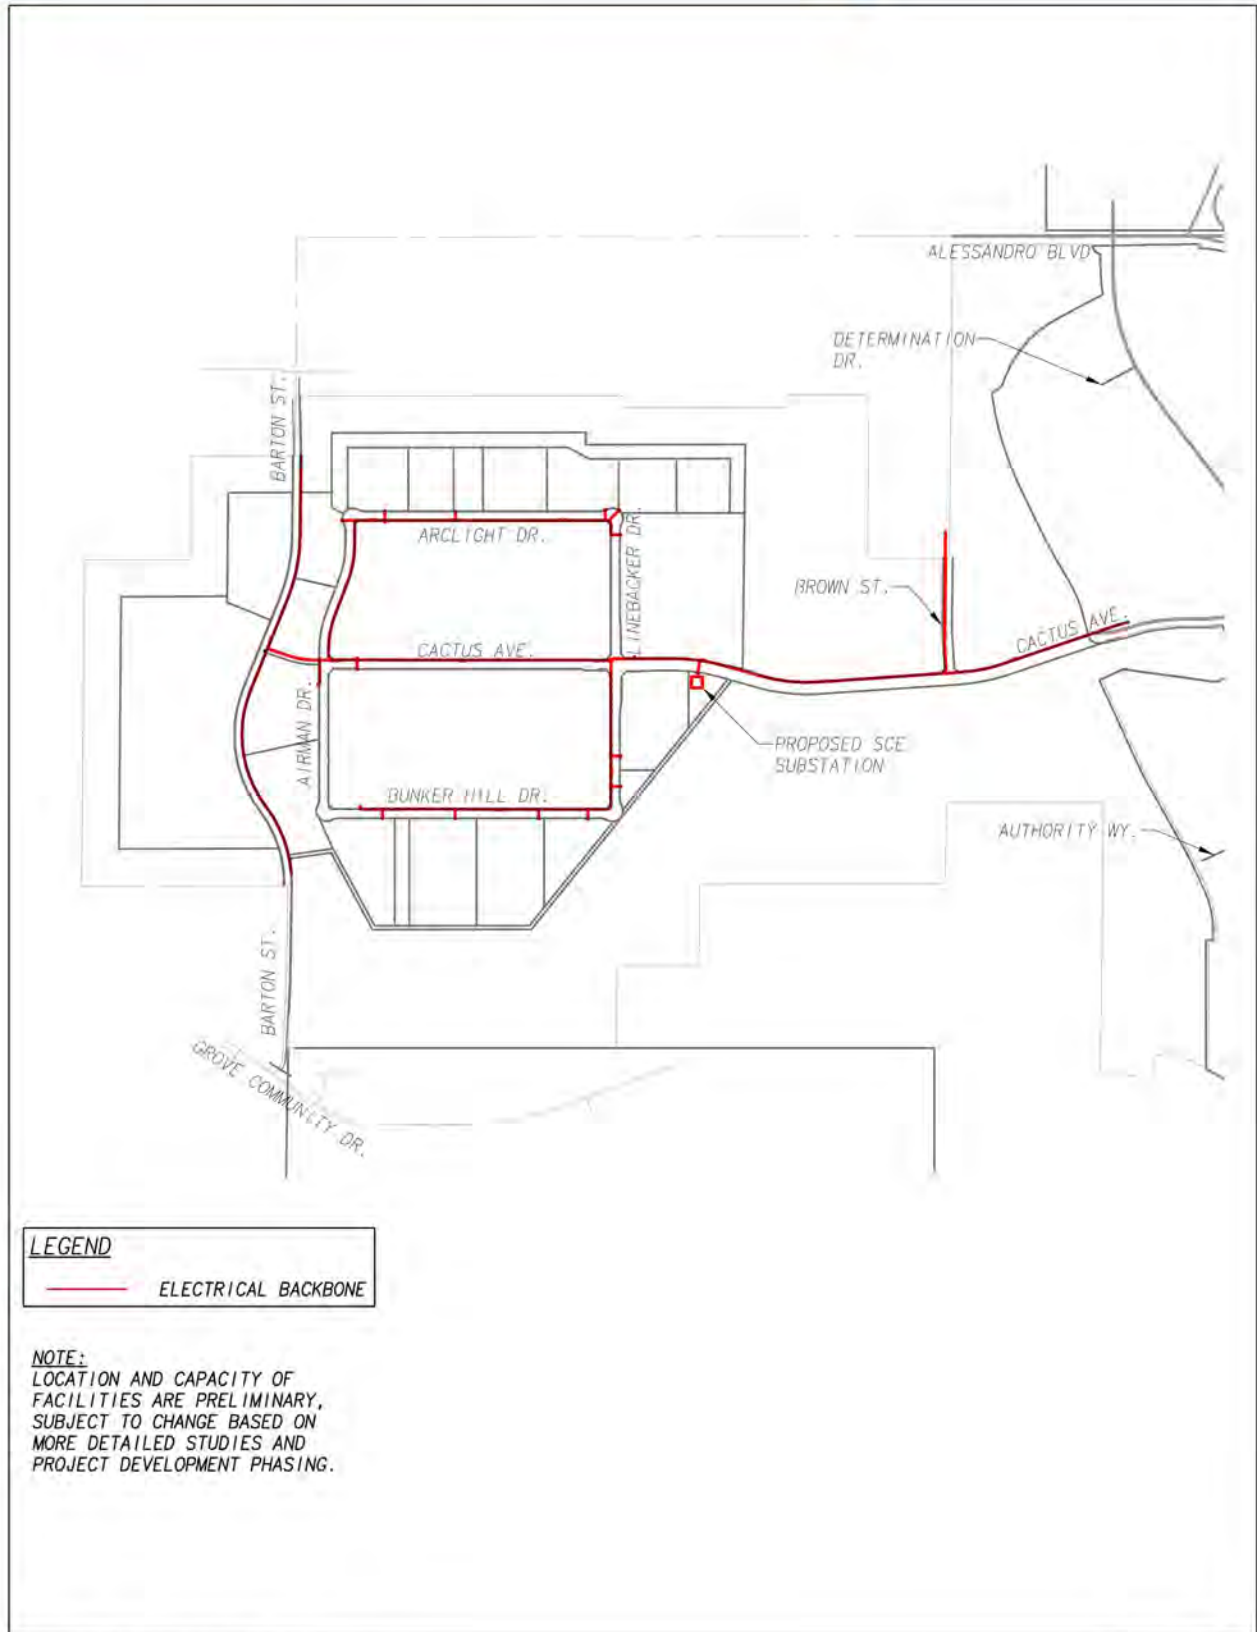 ALESSANDRO BLVD
DETERMINATION
DR.
BARTON ST.
ARCLIGHT DR.
LINEBACKER DR.
BROWN ST.
CACTUS AVE.
CACTUS AVE.
AIRMAN DR.
PROPOSED SCE
SUBSTATION
BUNKER HILL DR.
AUTHORITY WY.
BARTON ST.
GROVE COMMUNITY DR.
LEGEND
ELECTRICAL BACKBONE
NOTE:
LOCATION AND CAPACITY OF
FACILITIES ARE PRELIMINARY,
SUBJECT TO CHANGE BASED ON
MORE DETAILED STUDIES AND
PROJECT DEVELOPMENT PHASING.